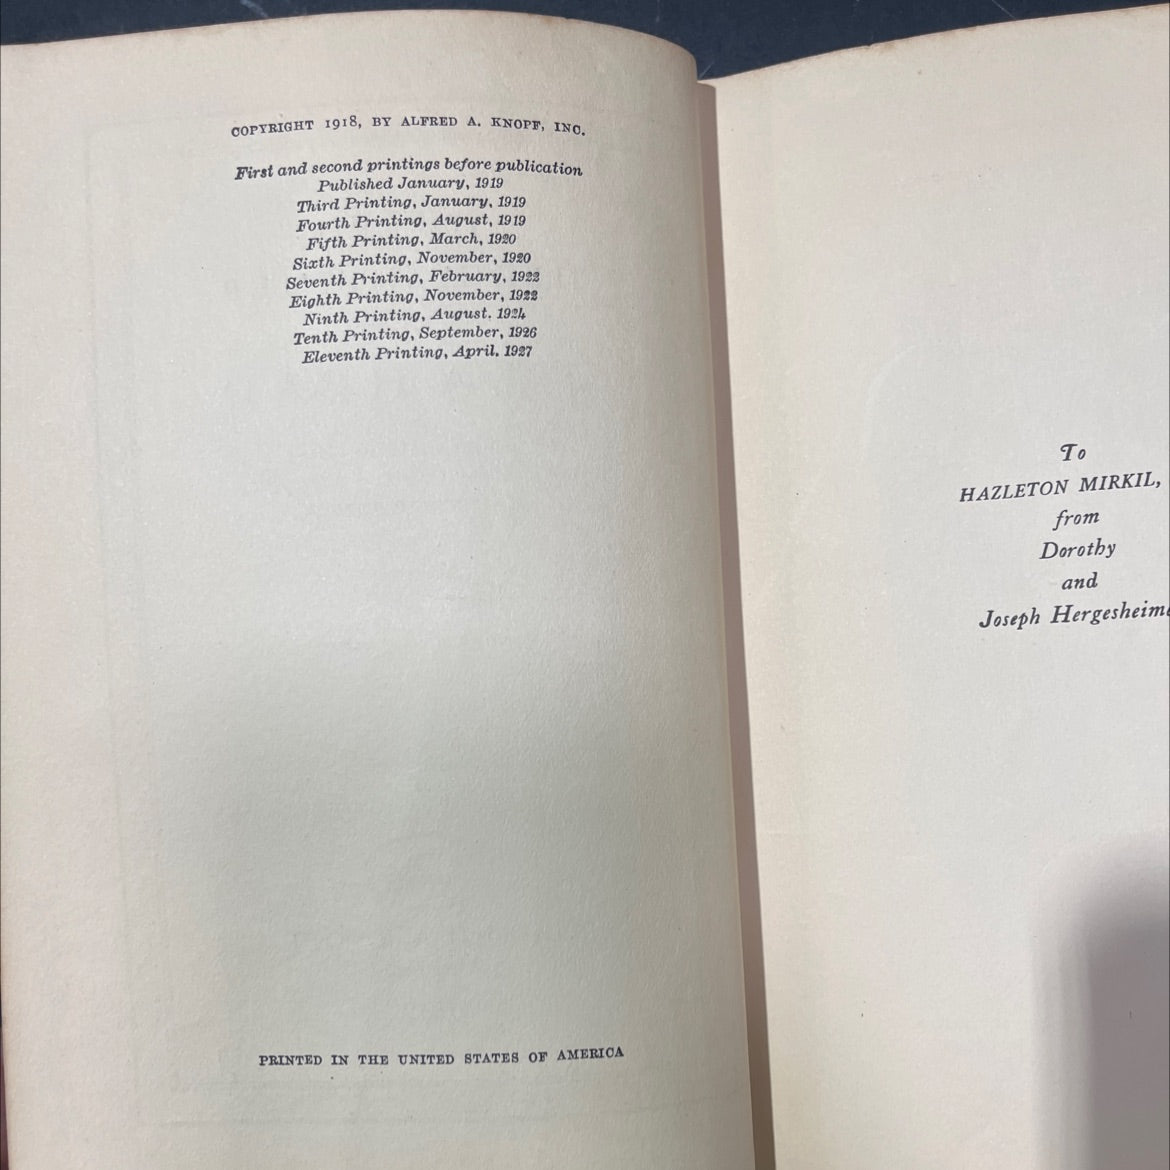 COPYRIGHT 1918, BY ALFRED A. KNOPF, INC.
First and second printings before publication
Published January, 1919
Third Printing, January, 1919
Fourth Printing, August, 1919
Fifth Printing, March, 1920
Sixth Printing, November, 1920
Seventh Printing, February, 1922
Eighth Printing, November, 1922
Ninth Printing, August. 1924
Tenth Printing, September, 1926
Eleventh Printing, April. 1927
PRINTED IN THE UNITED STATES OF AMERICA
To
HAZLETON MIRKIL,
from
Dorothy
and
Joseph Hergesheim